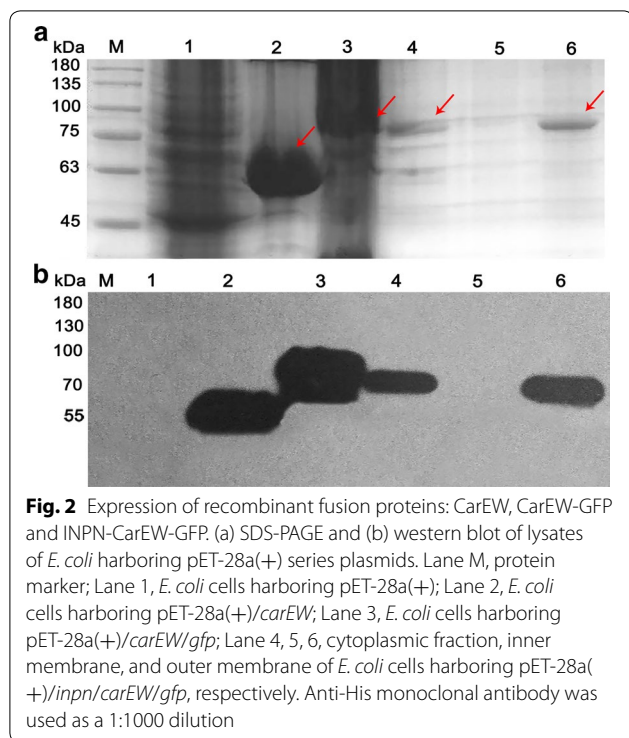 a
kDa M 1 2 3 4 5 6
180
135
100
75
63
45
b
kDa M 1 2 3 4 5 6
180
130
100
70
55
Fig. 2 Expression of recombinant fusion proteins: CarEW, CarEW-GFP
and INPN-CarEW-GFP. (a) SDS-PAGE and (b) western blot of lysates
of E. coli harboring pET-28a(+) series plasmids. Lane M, protein
marker; Lane 1, E. coli cells harboring pET-28a(+); Lane 2, E. coli
cells harboring pET-28a(+)/carEW; Lane 3, E. coli cells harboring
pET-28a(+)/carEW/gfp; Lane 4, 5, 6, cytoplasmic fraction, inner
membrane, and outer membrane of E. coli cells harboring pET-28a(
+)/inpn/carEW/gfp, respectively. Anti-His monoclonal antibody was
used as a 1:1000 dilution